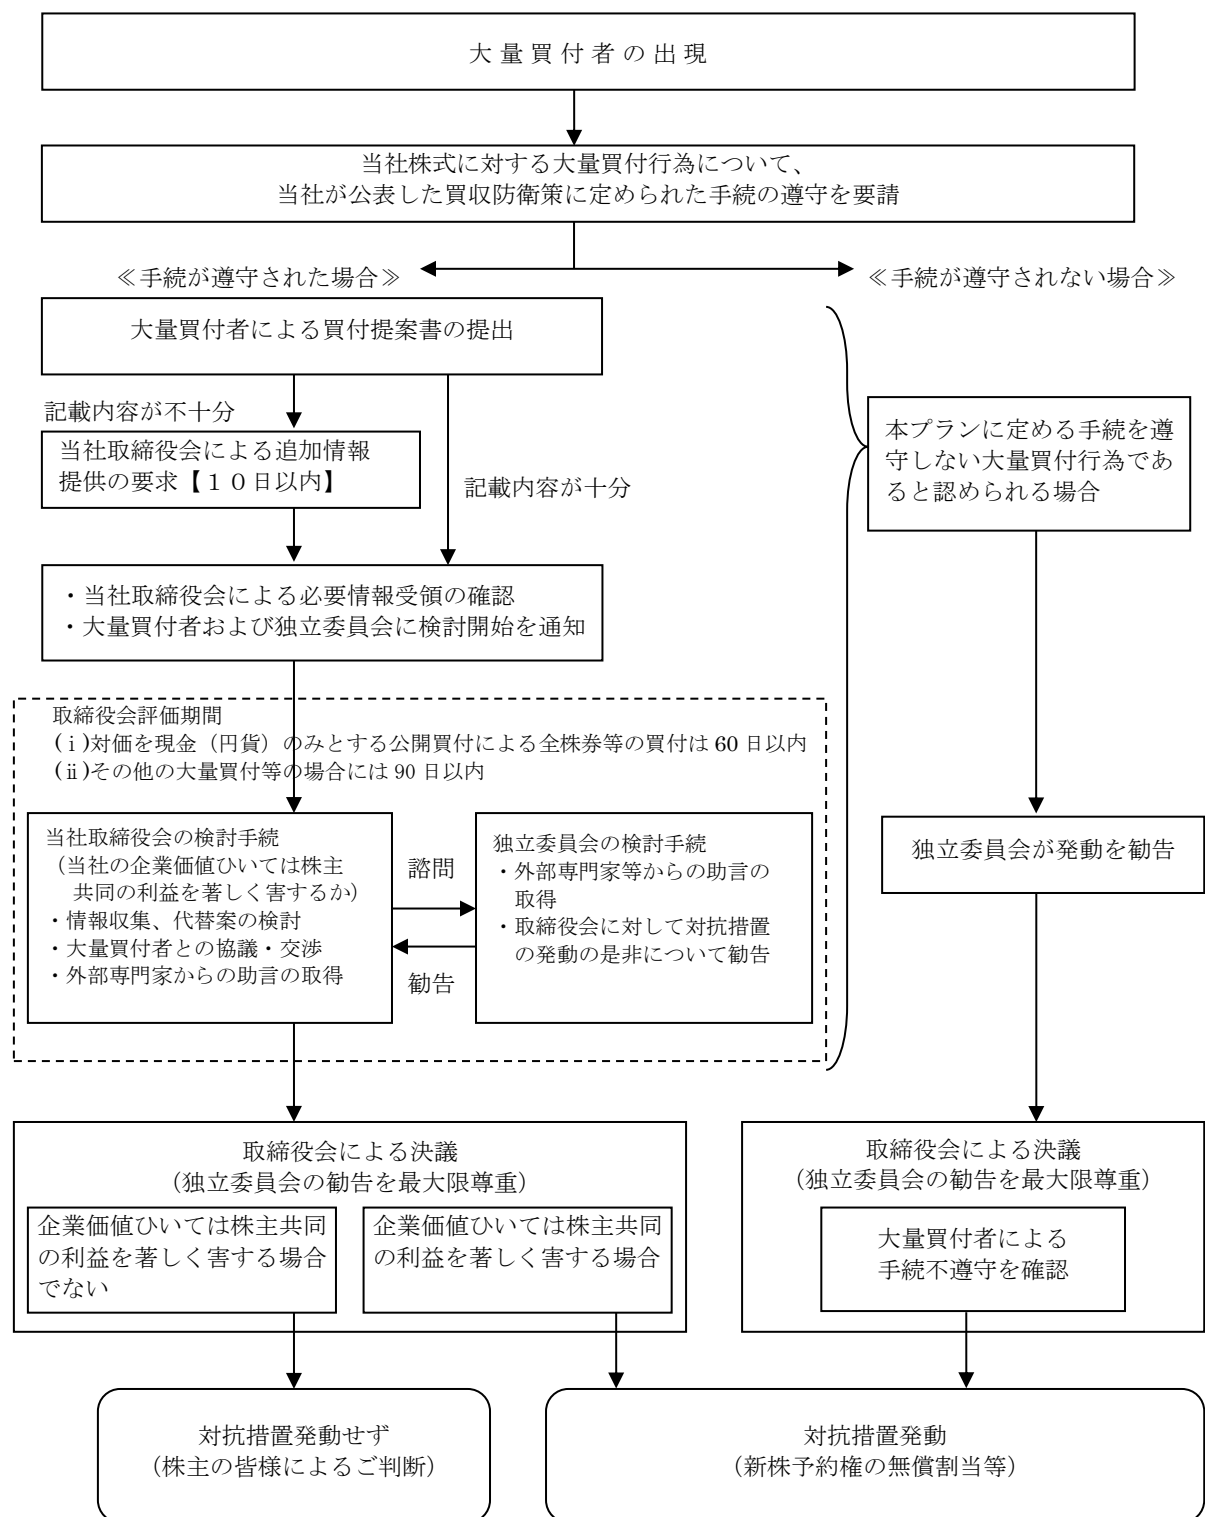 大量買付者の出現
当社株式に対する大量買付行為について、
当社が公表した買収防衛策に定められた手続の遵守を要請
≪手続が遵守された場合≫
≪手続が遵守されない場合≫
大量買付者による買付提案書の提出
記載内容が不十分
当社取締役会による追加情報
提供の要求【１０日以内】
記載内容が十分
本プランに定める手続を遵
守しない大量買付行為であ
ると認められる場合
・当社取締役会による必要情報受領の確認
・大量買付者および独立委員会に検討開始を通知
取締役会評価期間
(ⅰ)対価を現金（円貨）のみとする公開買付による全株券等の買付は 60 日以内
(ⅱ)その他の大量買付等の場合には 90 日以内
当社取締役会の検討手続
（当社の企業価値ひいては株主
共同の利益を著しく害するか）
・情報収集、代替案の検討
・大量買付者との協議・交渉
・外部専門家からの助言の取得
諮問
勧告
独立委員会の検討手続
・外部専門家等からの助言の
取得
・取締役会に対して対抗措置
の発動の是非について勧告
独立委員会が発動を勧告
取締役会による決議
（独立委員会の勧告を最大限尊重）
企業価値ひいては株主共同
の利益を著しく害する場合
でない
企業価値ひいては株主共同
の利益を著しく害する場合
取締役会による決議
（独立委員会の勧告を最大限尊重）
大量買付者による
手続不遵守を確認
対抗措置発動せず
（株主の皆様によるご判断）
対抗措置発動
（新株予約権の無償割当等）